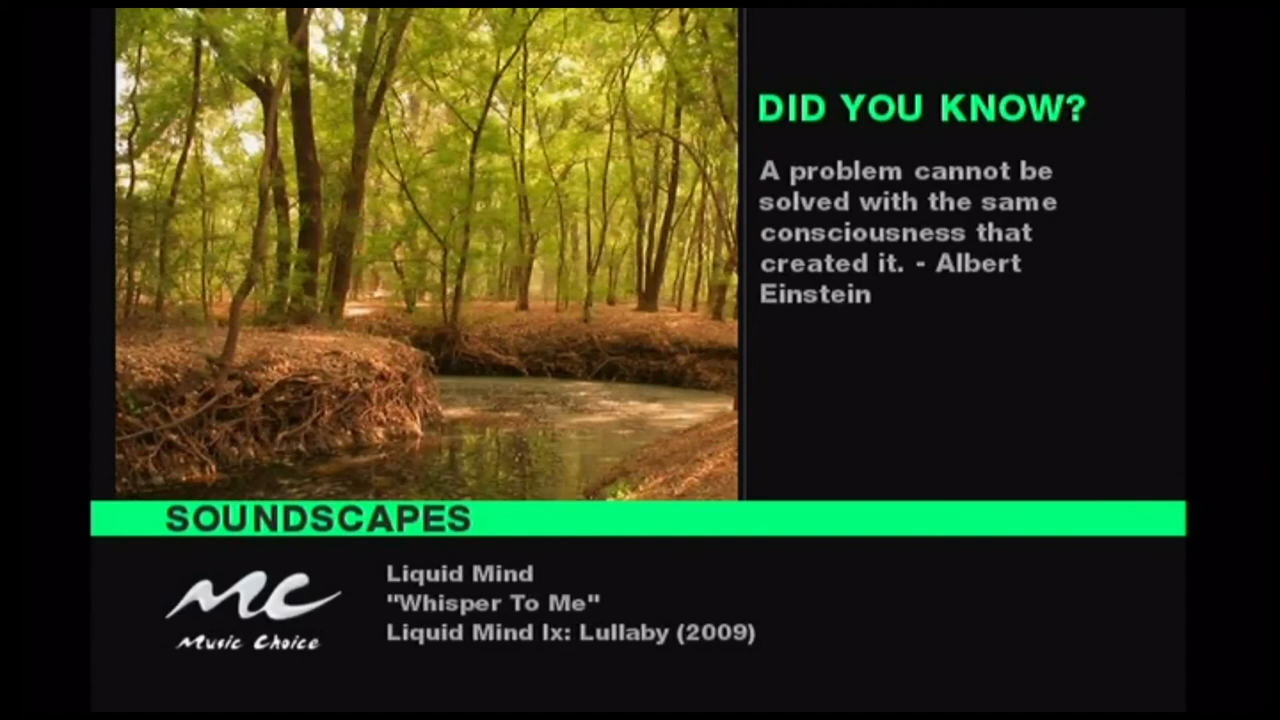 DID YOU KNOW?
A problem cannot be
solved with the same
consciousness that
created it. - Albert
Einstein
SOUNDSCAPES
MC
Music Choice
Liquid Mind
"Whisper To Me"
Liquid Mind Ix: Lullaby (2009)